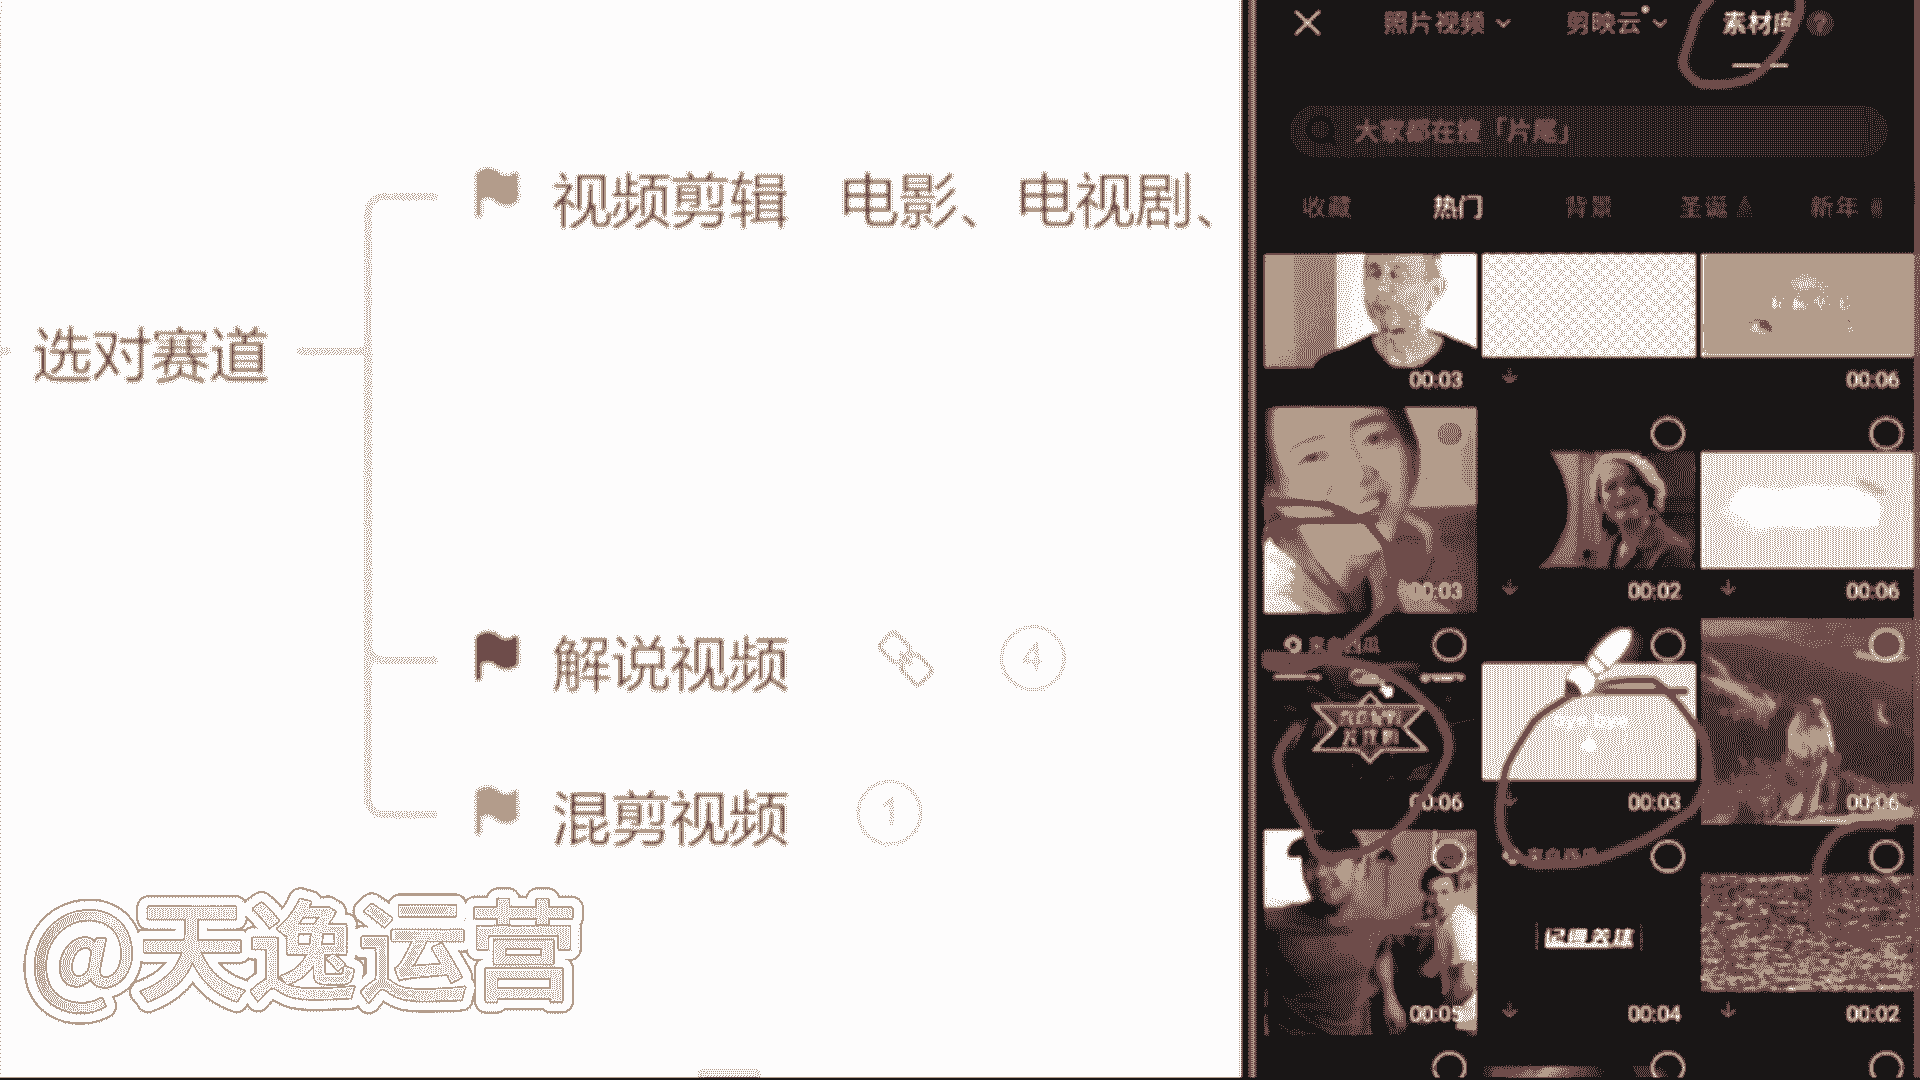 选对赛道
视频剪辑 电影、电视剧、
解说视频 4
混剪视频 1
@天逸运营
照片视频 剪映云 素材库 ?
大家都在搜「片尾」
收藏 热门 背景 圣诞 新年
00:03
00:06
00:03
00:02
00:06
00:06
bye bye
00:03
00:06
00:05
记得关注
00:04
00:02